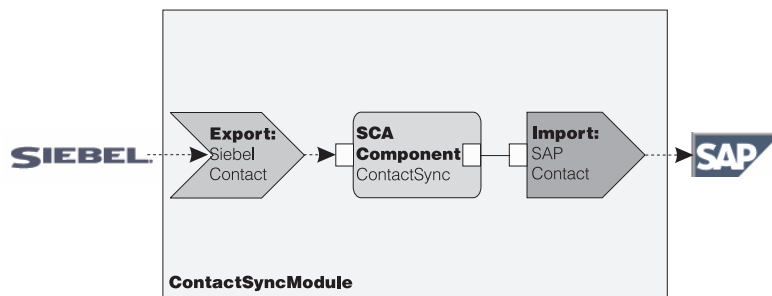 SIEBEL.
Export:
Siebel
Contact
SCA
Component
ContactSync
Import:
SAP
Contact
SAP
ContactSyncModule